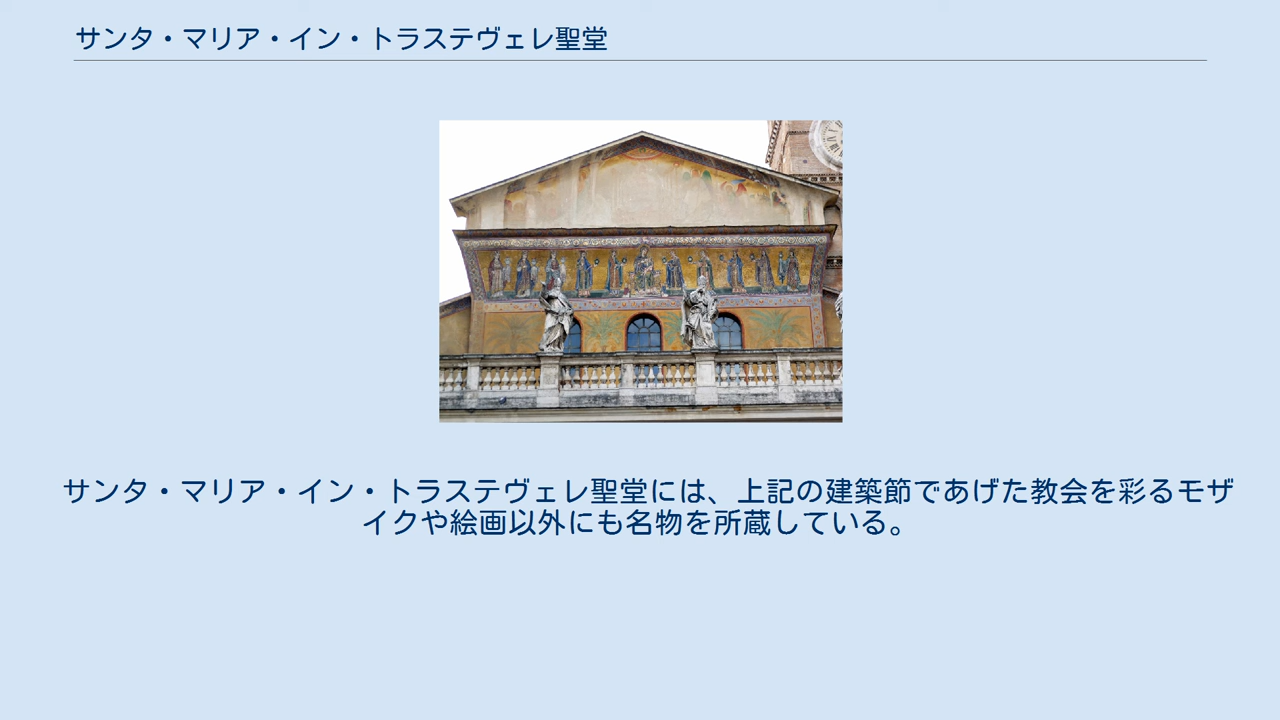 サンタ・マリア・イン・トラステヴェレ聖堂
サンタ・マリア・イン・トラステヴェレ聖堂には、上記の建築節であげた教会を彩るモザ
イクや絵画以外にも名物を所蔵している。